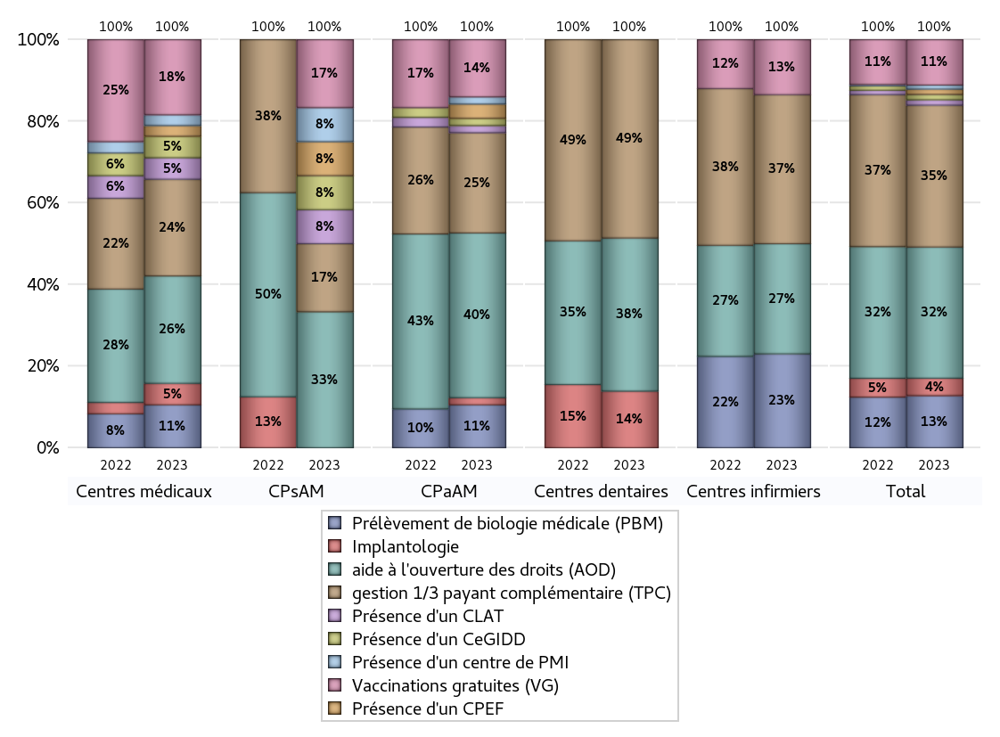 100% 100% 100% 100% 100% 100% 100% 100% 100% 100% 100% 100%
100%
80%
60%
40%
20%
0%
25% 6% 6% 22% 28% 8%
18% 5% 5% 24% 26% 5% 11%
38% 50% 13%
17% 8% 8% 8% 8% 17% 33%
17% 26% 43% 10%
14% 25% 40% 11%
49% 35% 15%
49% 38% 14%
12% 38% 27% 22%
13% 37% 27% 23%
11% 37% 32% 5% 12%
11% 35% 32% 4% 13%
2022 2023 2022 2023 2022 2023 2022 2023 2022 2023 2022 2023
Centres médicaux CPsAM CPaAM Centres dentaires Centres infirmiers Total
Prélèvement de biologie médicale (PBM)
Implantologie
aide à l'ouverture des droits (AOD)
gestion 1/3 payant complémentaire (TPC)
Présence d'un CLAT
Présence d'un CeGIDD
Présence d'un centre de PMI
Vaccinations gratuites (VG)
Présence d'un CPEF